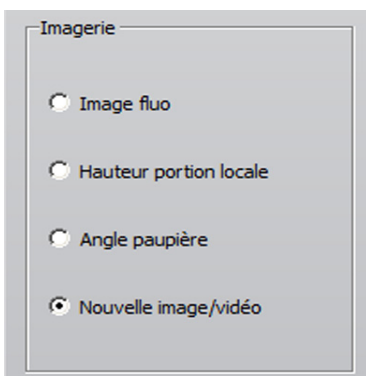 Imagerie
Image fluo
Hauteur portion locale
Angle paupière
Nouvelle image/vidéo